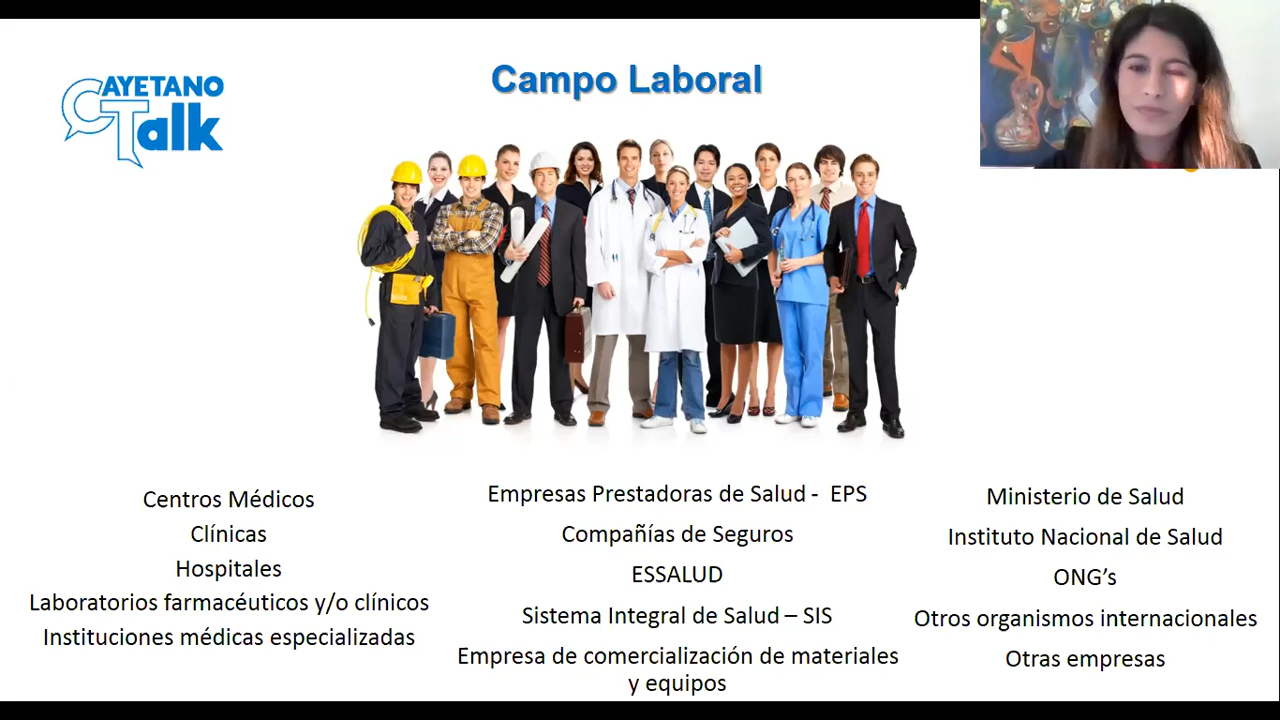 CAYETANO
Talk
Campo Laboral
Centros Médicos
Clínicas
Hospitales
Laboratorios farmacéuticos y/o clínicos
Instituciones médicas especializadas
Empresas Prestadoras de Salud - EPS
Compañías de Seguros
ESSALUD
Sistema Integral de Salud – SIS
Empresa de comercialización de materiales
y equipos
Ministerio de Salud
Instituto Nacional de Salud
ONG’s
Otros organismos internacionales
Otras empresas